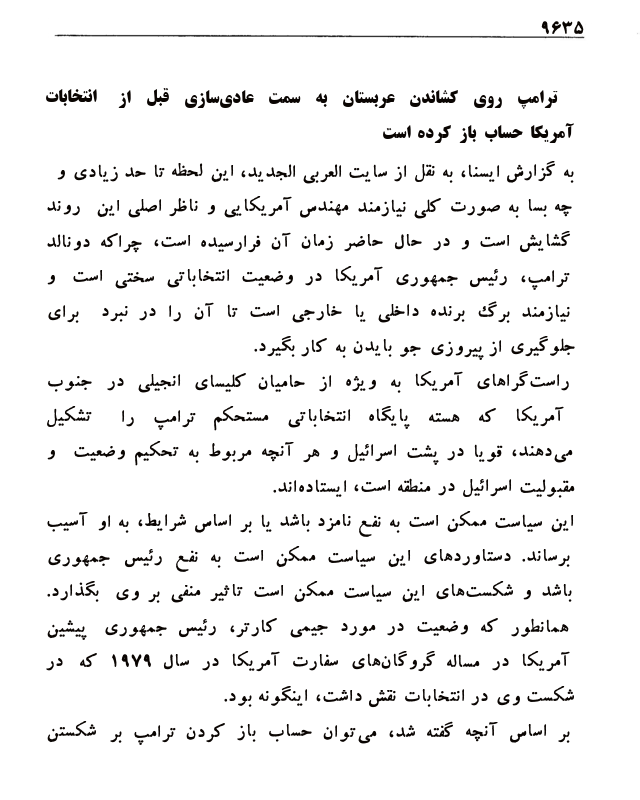 ۹۶۳۵
ترامپ روی کشاندن عربستان به سمت عادی‌سازی قبل از انتخابات
آمریکا حساب باز کرده است
به گزارش ایسنا، به نقل از سایت العربی الجدید، این لحظه تا حد زیادی و
چه بسا به صورت کلی نیازمند مهندس آمریکایی و ناظر اصلی این روند
گشایش است و در حال حاضر زمان آن فرارسیده است، چراکه دونالد
ترامپ، رئیس جمهوری آمریکا در وضعیت انتخاباتی سختی است و
نیازمند برگ برنده داخلی یا خارجی است تا آن را در نبرد برای
جلوگیری از پیروزی جو بایدن به کار بگیرد.
راست‌گراهای آمریکا به ویژه از حامیان کلیسای انجیلی در جنوب
آمریکا که هسته پایگاه انتخاباتی مستحکم ترامپ را تشکیل
می‌دهند، قویا در پشت اسرائیل و هر آنچه مربوط به تحکیم وضعیت و
مقبولیت اسرائیل در منطقه است، ایستاده‌اند.
این سیاست ممکن است به نفع نامزد باشد یا بر اساس شرایط، به او آسیب
برساند. دستاوردهای این سیاست ممکن است به نفع رئیس جمهوری
باشد و شکست‌های این سیاست ممکن است تاثیر منفی بر وی بگذارد.
همانطور که وضعیت در مورد جیمی کارتر، رئیس جمهوری پیشین
آمریکا در مساله گروگان‌های سفارت آمریکا در سال ۱۹۷۹ که در
شکست وی در انتخابات نقش داشت، اینگونه بود.
بر اساس آنچه گفته شد، می‌توان حساب باز کردن ترامپ بر شکستن